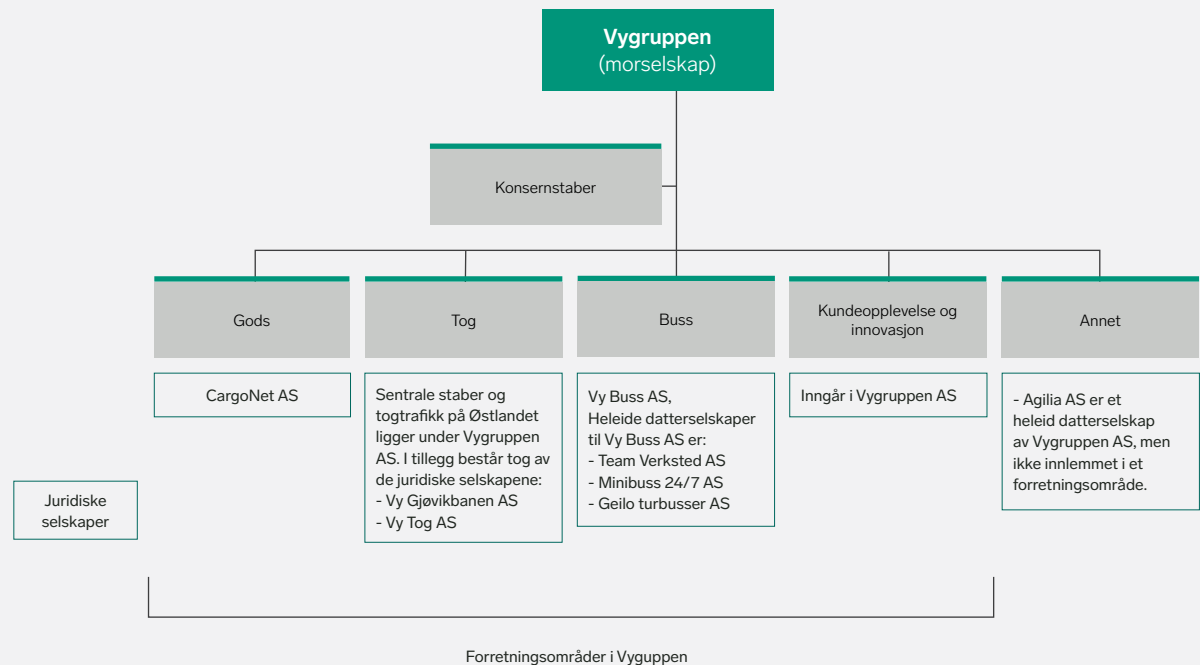 Vygruppen
(morselskap)
Konsernstaber
Gods
Tog
Buss
Kundeopplevelse og
innovasjon
Annet
CargoNet AS
Sentrale staber og
togtrafikk på Østlandet
ligger under Vygruppen
AS. I tillegg består tog av
de juridiske selskapene:
- Vy Gjøvikbanen AS
- Vy Tog AS
Vy Buss AS,
Heleide datterselskaper
til Vy Buss AS er:
- Team Verksted AS
- Minibuss 24/7 AS
- Geilo turbusser AS
Inngår i Vygruppen AS
- Agilia AS er et
heleid datterselskap
av Vygruppen AS, men
ikke innlemmet i et
forretningsområde.
Juridiske
selskaper
Forretningsområder i Vyguppen